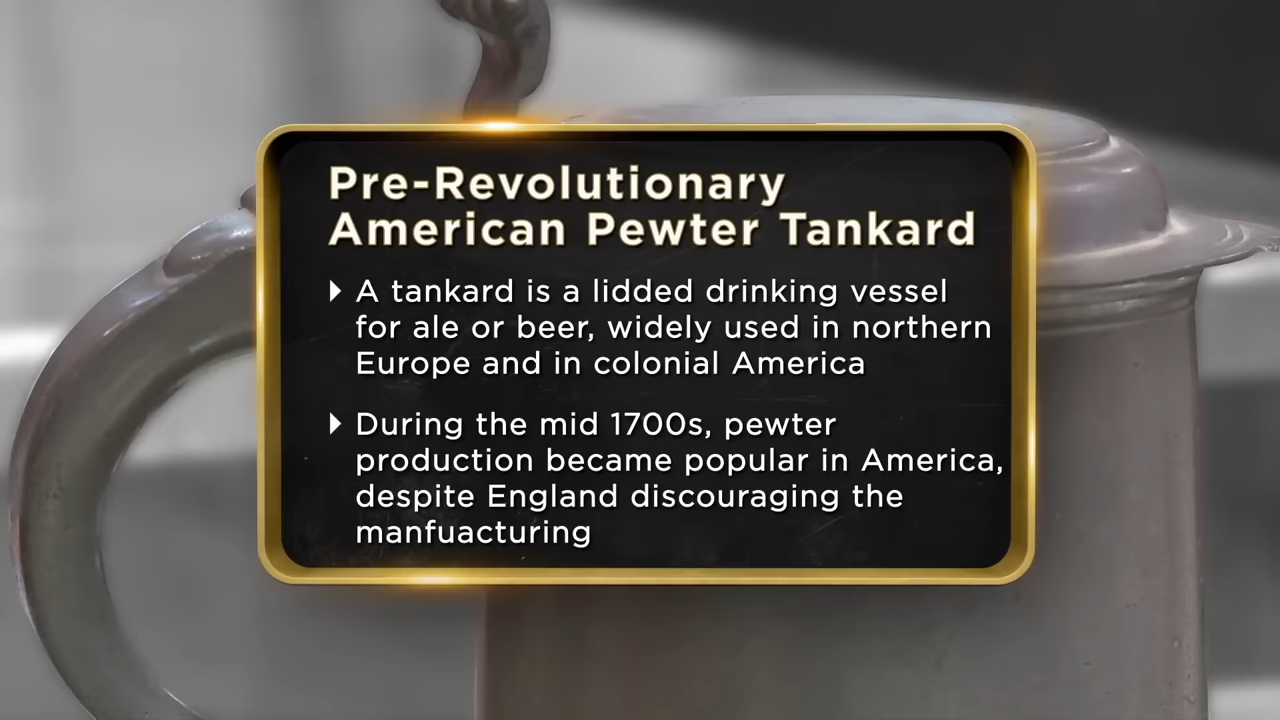 Pre-Revolutionary
American Pewter Tankard
A tankard is a lidded drinking vessel
for ale or beer, widely used in northern
Europe and in colonial America
During the mid 1700s, pewter
production became popular in America,
despite England discouraging the
manfuacturing